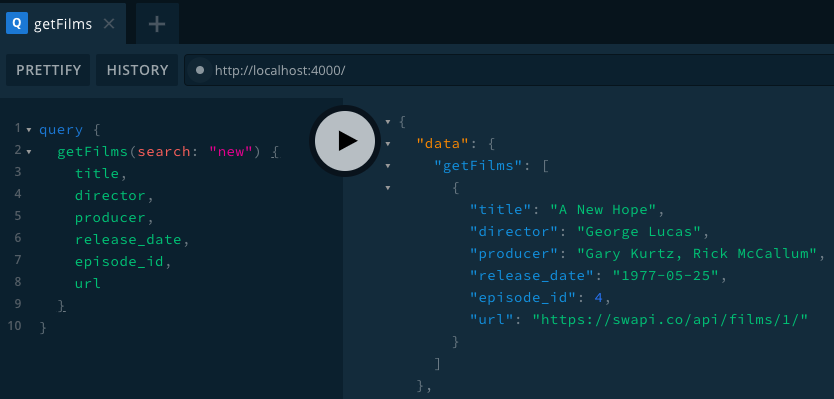 Q getFilms × +
PRETTIFY HISTORY http://localhost:4000/
1 query {
2 getFilms(search: "new") {
3 title,
4 director,
5 producer,
6 release_date,
7 episode_id,
8 url
9 }
10 }
{
"data": {
"getFilms": [
{
"title": "A New Hope",
"director": "George Lucas",
"producer": "Gary Kurtz, Rick McCallum",
"release_date": "1977-05-25",
"episode_id": 4,
"url": "https://swapi.co/api/films/1/"
}
]
},